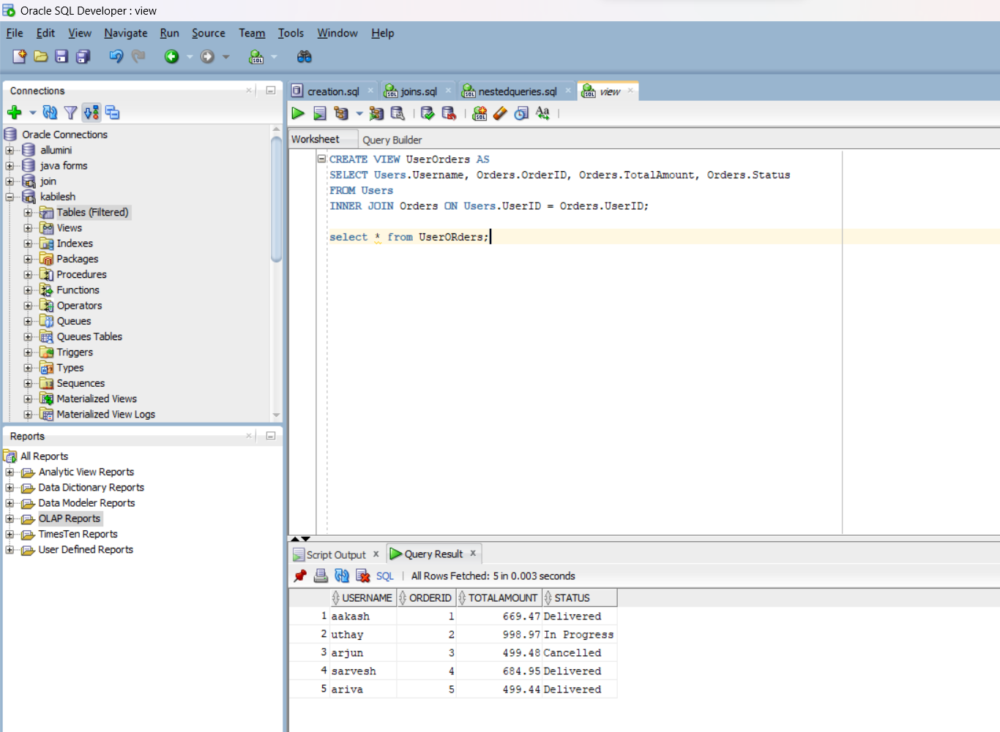 Oracle SQL Developer : view
File Edit View Navigate Run Source Team Tools Window Help
SQL
Connections
Oracle Connections
allumini
java forms
join
kabilesh
Tables (Filtered)
Views
Indexes
Packages
Procedures
Functions
Operators
Queues
Queues Tables
Triggers
Types
Sequences
Materialized Views
Materialized View Logs
Reports
All Reports
Analytic View Reports
Data Dictionary Reports
Data Modeler Reports
OLAP Reports
TimesTen Reports
User Defined Reports
creation.sql joins.sql nestedqueries.sql view
Worksheet Query Builder
CREATE VIEW UserOrders AS
SELECT Users.Username, Orders.OrderID, Orders.TotalAmount, Orders.Status
FROM Users
INNER JOIN Orders ON Users.UserID = Orders.UserID;
select * from UserORders;
Script Output Query Result
SQL | All Rows Fetched: 5 in 0.003 seconds
USERNAME ORDERID TOTALAMOUNT STATUS
1 aakash 1 669.47 Delivered
2 uthay 2 998.97 In Progress
3 arjun 3 499.48 Cancelled
4 sarvesh 4 684.95 Delivered
5 ariva 5 499.44 Delivered